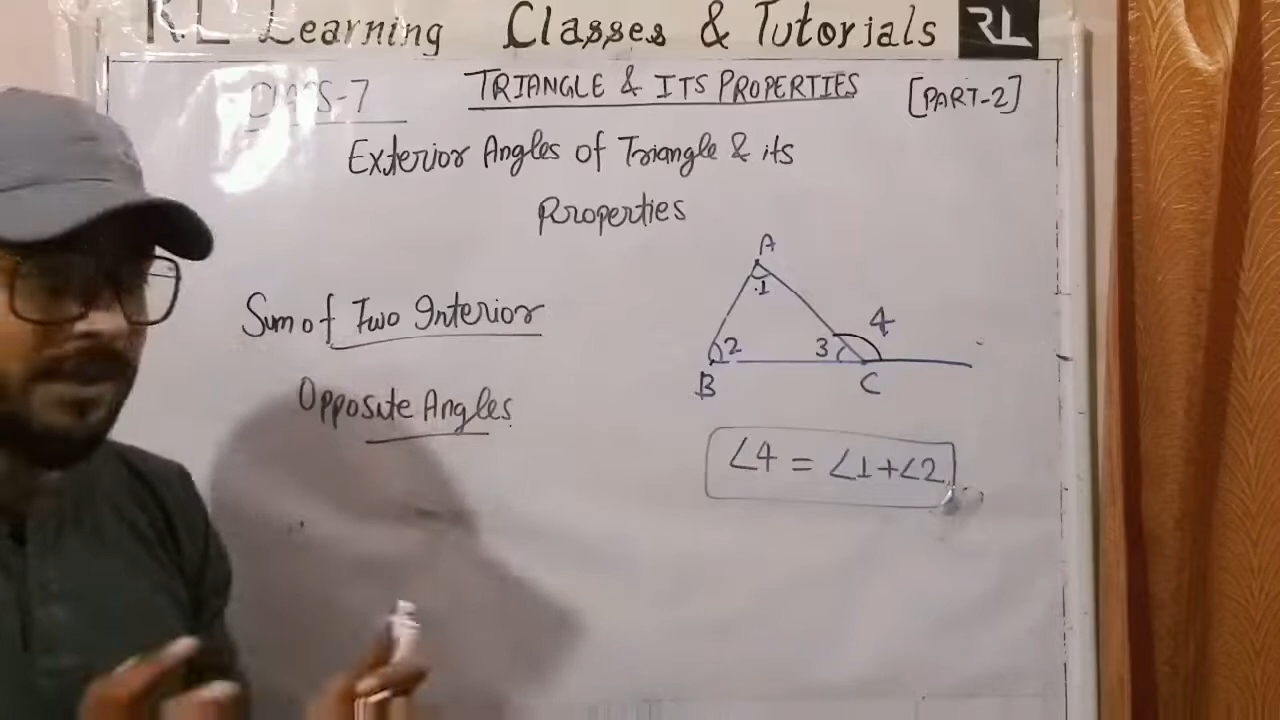 RL Learning Classes & Tutorials RL
CLASS-7 TRIANGLE & ITS PROPERTIES [PART-2]
Exterior Angles of Triangle & its
Properties
A
1
Sum of Two Interior
4
2 3
B C
Opposite Angles
∠4 = ∠1+∠2